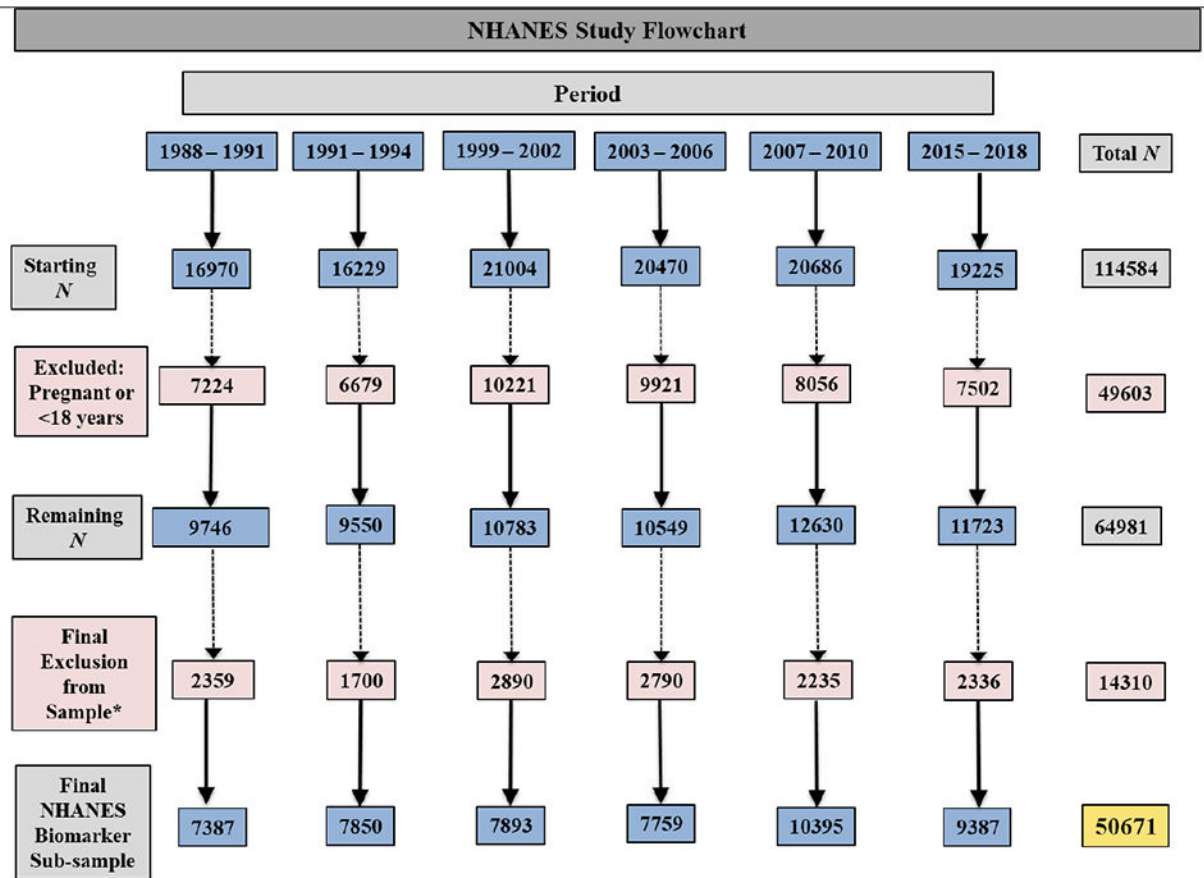 NHANES Study Flowchart
Period
1988 – 1991 1991 – 1994 1999 – 2002 2003 – 2006 2007 – 2010 2015 – 2018 Total N
Starting
N
16970 16229 21004 20470 20686 19225 114584
Excluded:
Pregnant or
<18 years
7224 6679 10221 9921 8056 7502 49603
Remaining
N
9746 9550 10783 10549 12630 11723 64981
Final
Exclusion
from
Sample*
2359 1700 2890 2790 2235 2336 14310
Final
NHANES
Biomarker
Sub-sample
7387 7850 7893 7759 10395 9387 50671